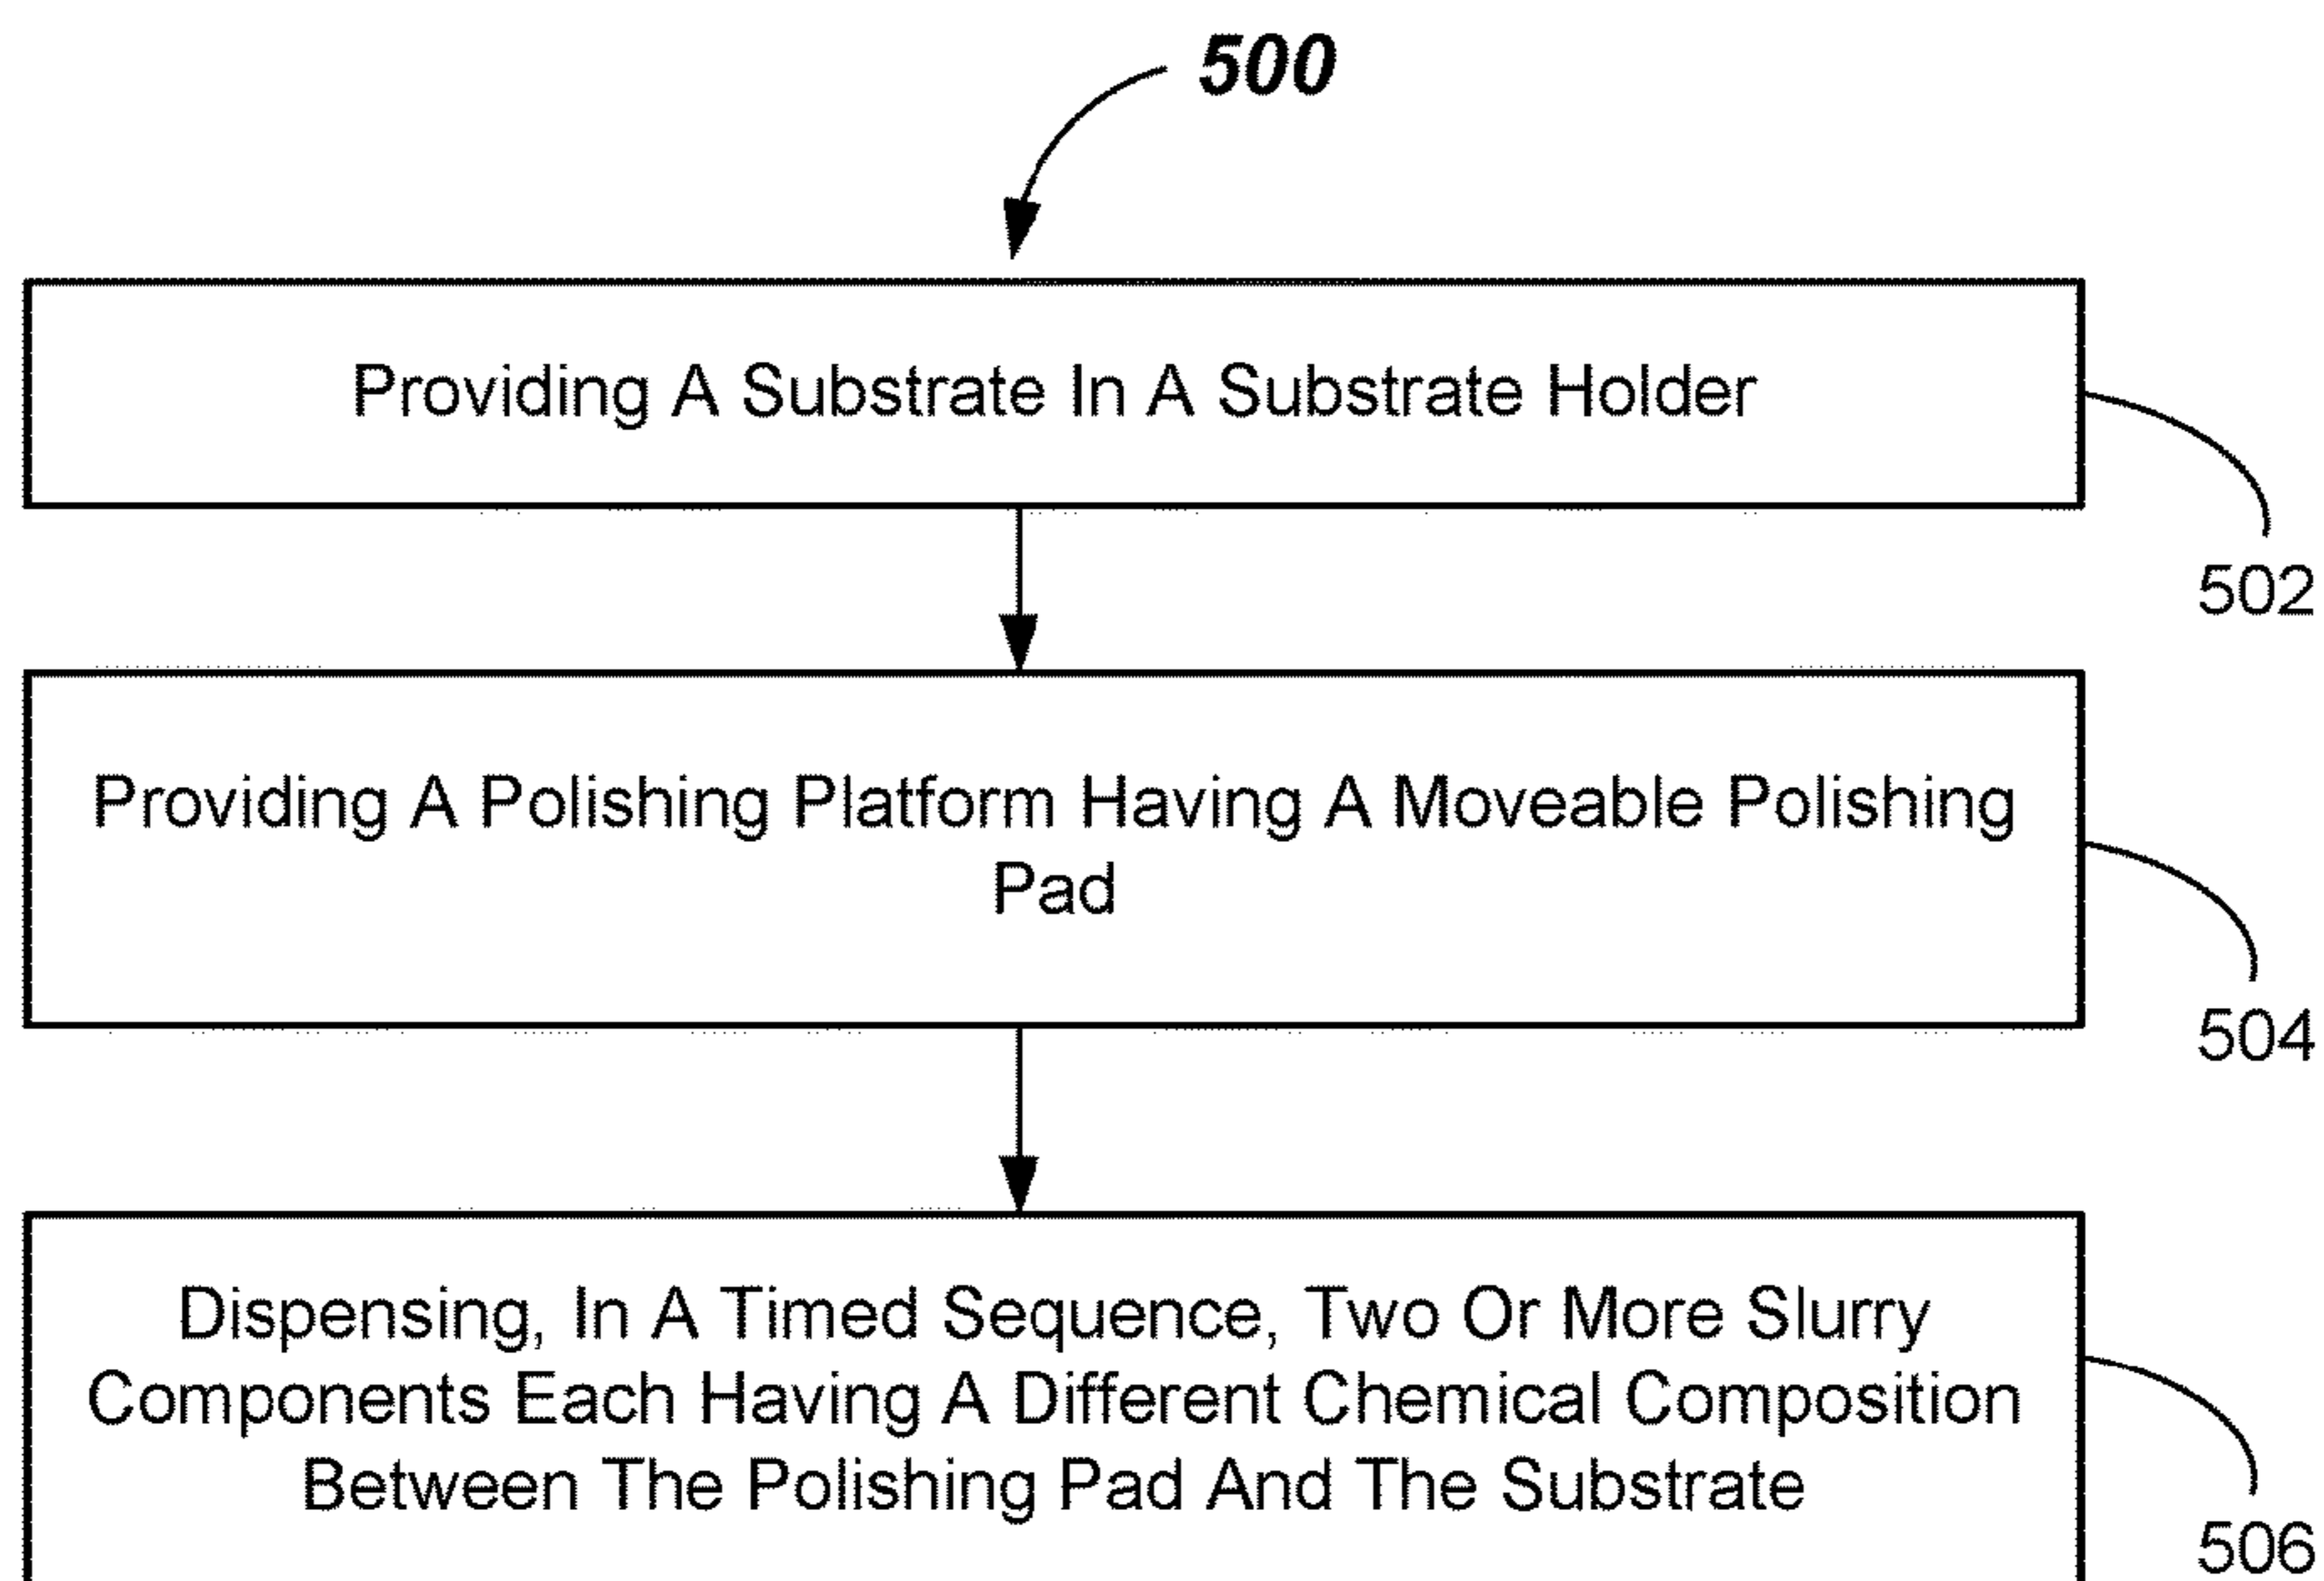 500
Providing A Substrate In A Substrate Holder
502
Providing A Polishing Platform Having A Moveable Polishing
Pad
504
Dispensing, In A Timed Sequence, Two Or More Slurry
Components Each Having A Different Chemical Composition
Between The Polishing Pad And The Substrate
506